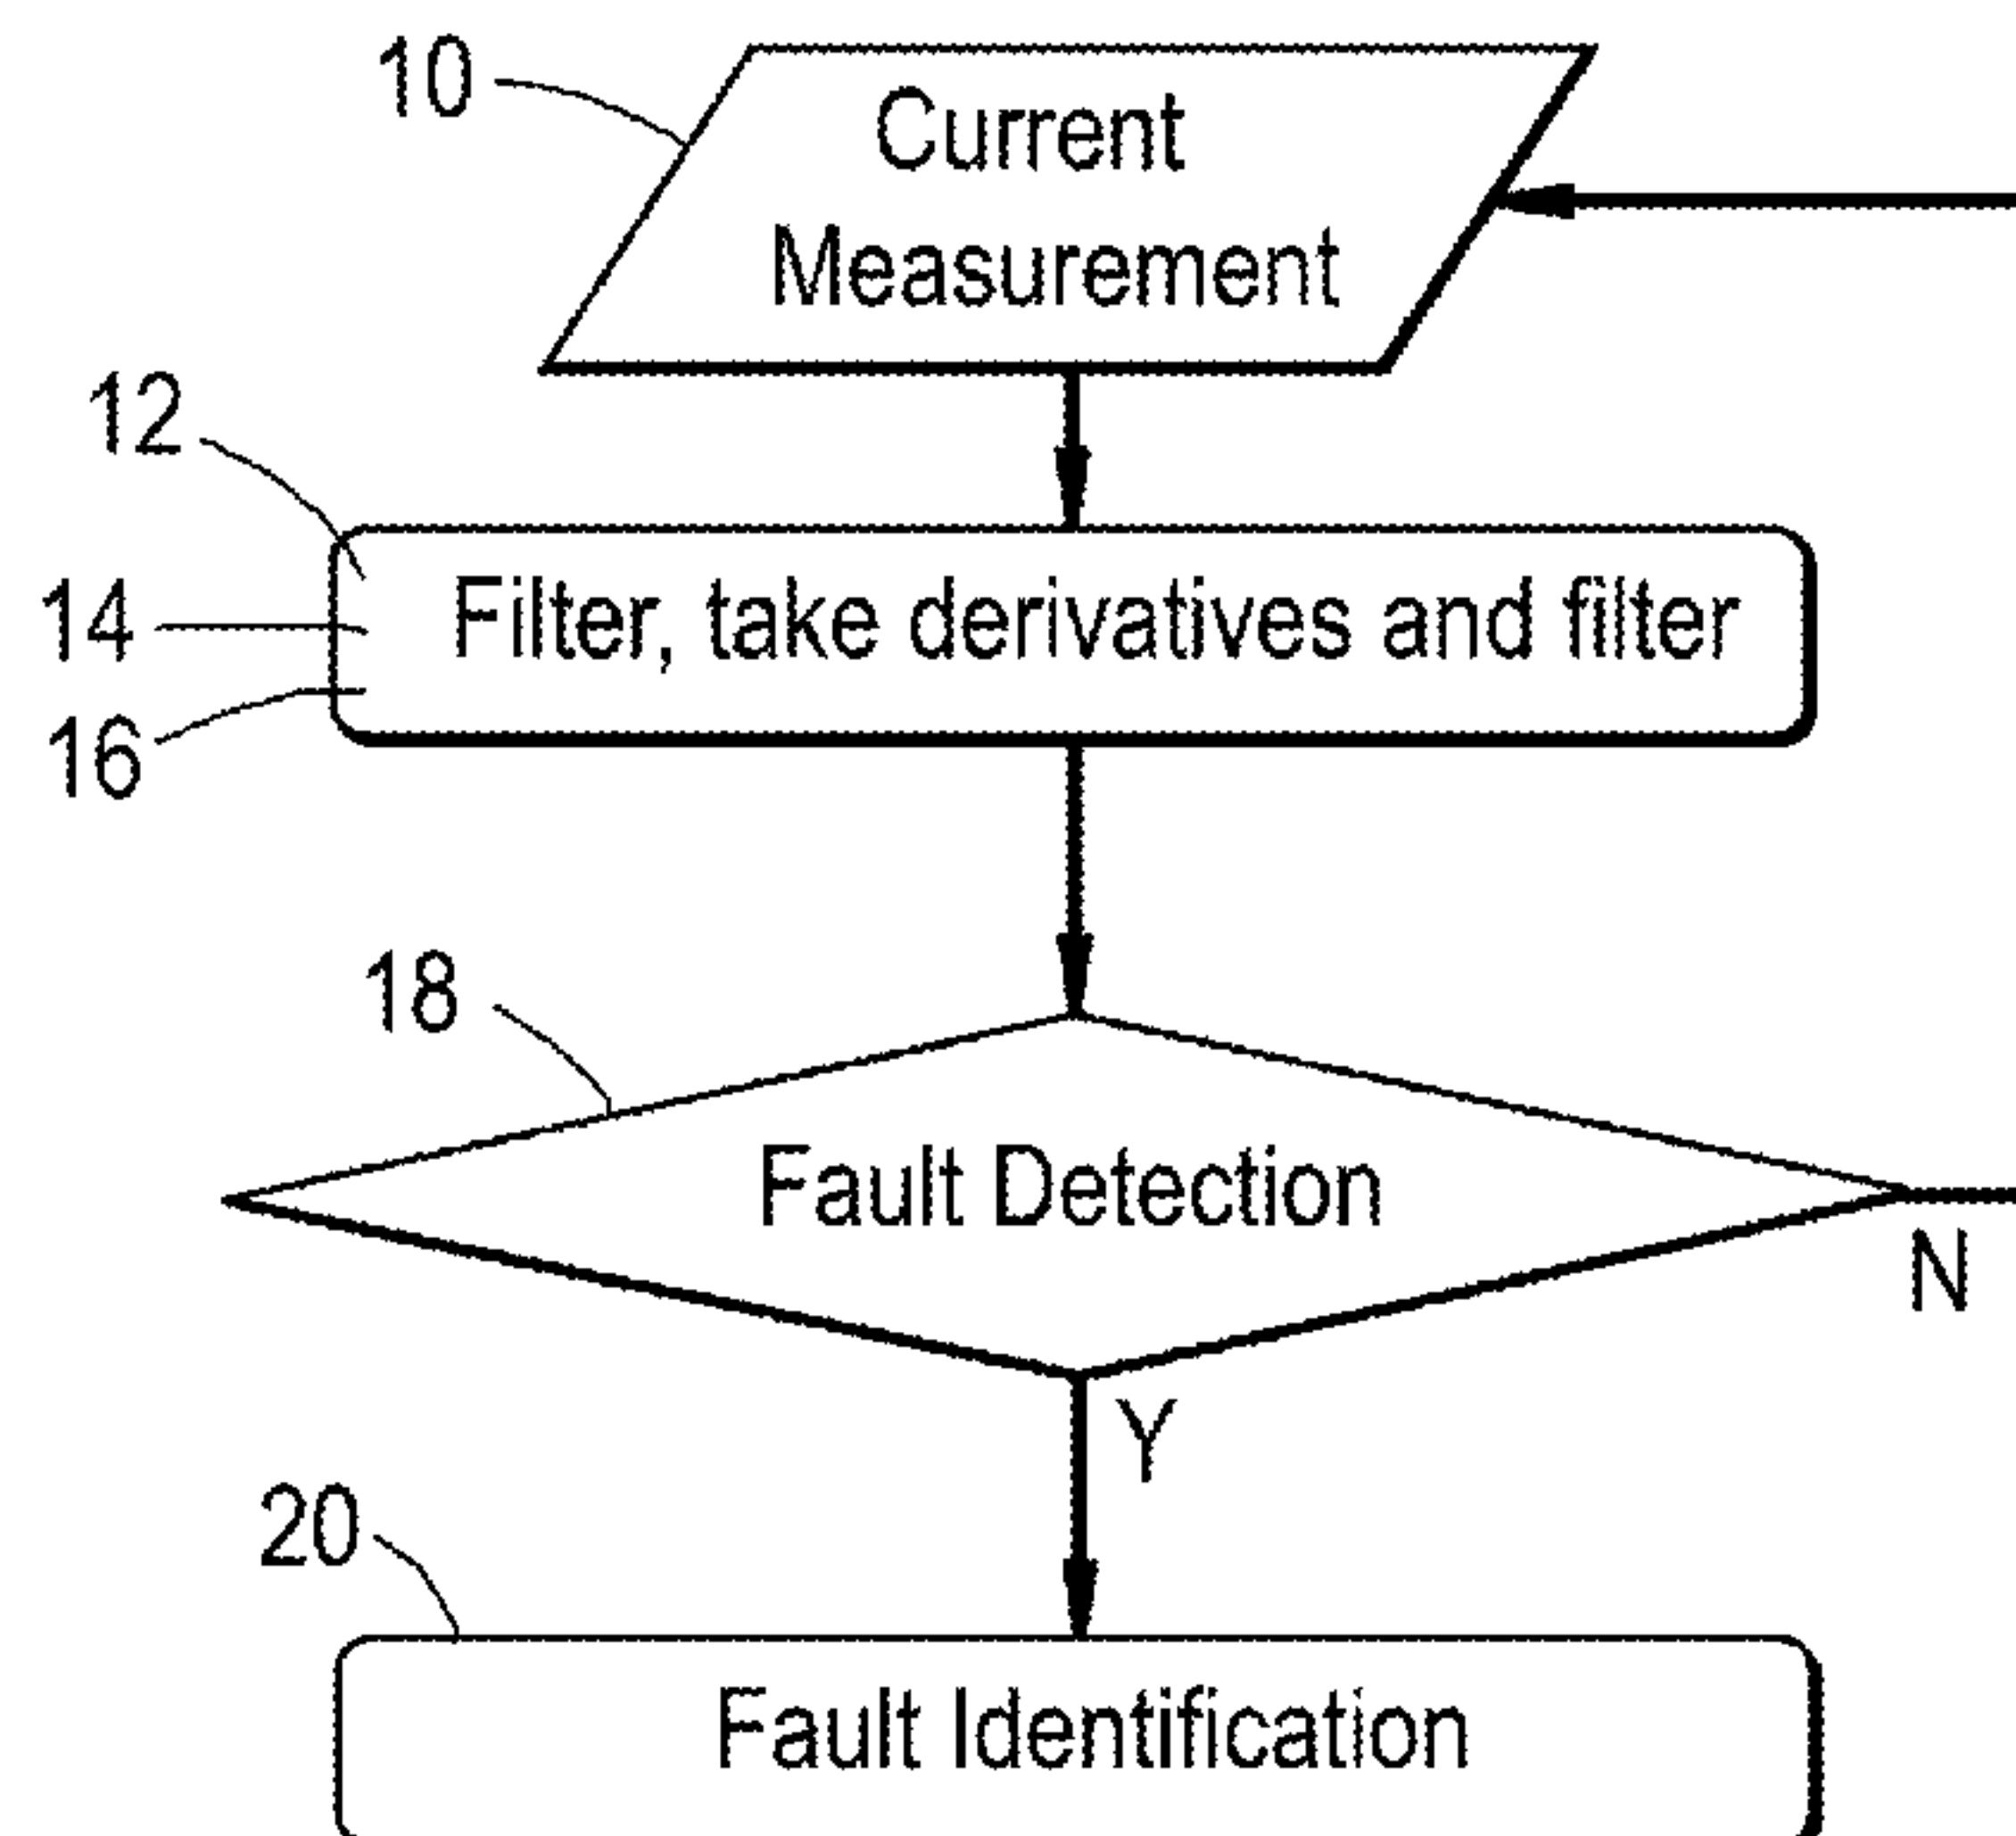 10
Current
Measurement
12
14
Filter, take derivatives and filter
16
18
Fault Detection
N
Y
20
Fault Identification